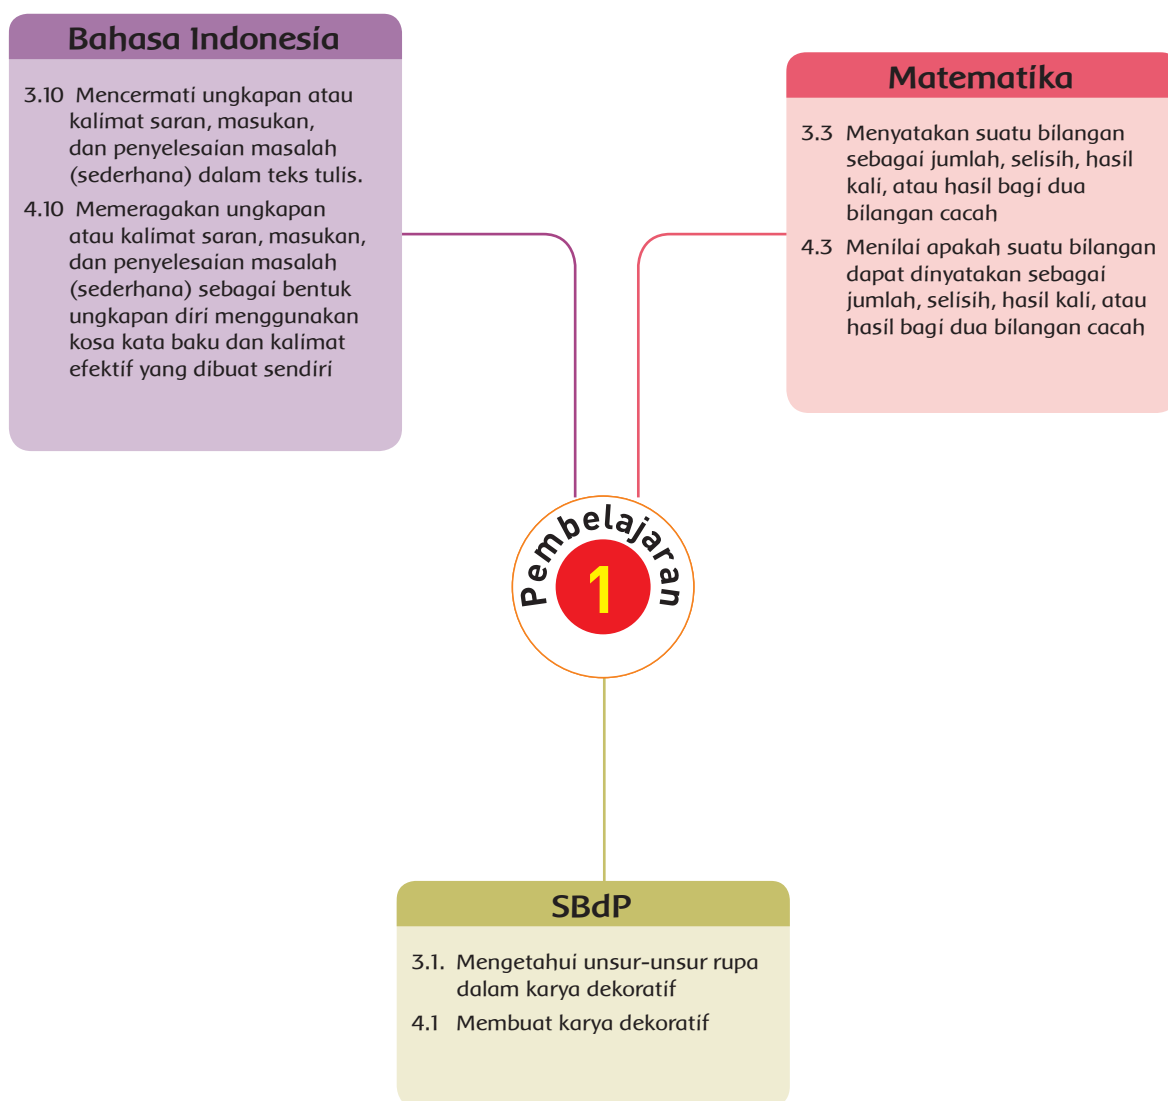 Bahasa Indonesia
3.10 Mencermati ungkapan atau
kalimat saran, masukan,
dan penyelesaian masalah
(sederhana) dalam teks tulis.
4.10 Memeragakan ungkapan
atau kalimat saran, masukan,
dan penyelesaian masalah
(sederhana) sebagai bentuk
ungkapan diri menggunakan
kosa kata baku dan kalimat
efektif yang dibuat sendiri
Matematika
3.3 Menyatakan suatu bilangan
sebagai jumlah, selisih, hasil
kali, atau hasil bagi dua
bilangan cacah
4.3 Menilai apakah suatu bilangan
dapat dinyatakan sebagai
jumlah, selisih, hasil kali, atau
hasil bagi dua bilangan cacah
Pembelajaran
1
SBdP
3.1. Mengetahui unsur-unsur rupa
dalam karya dekoratif
4.1 Membuat karya dekoratif